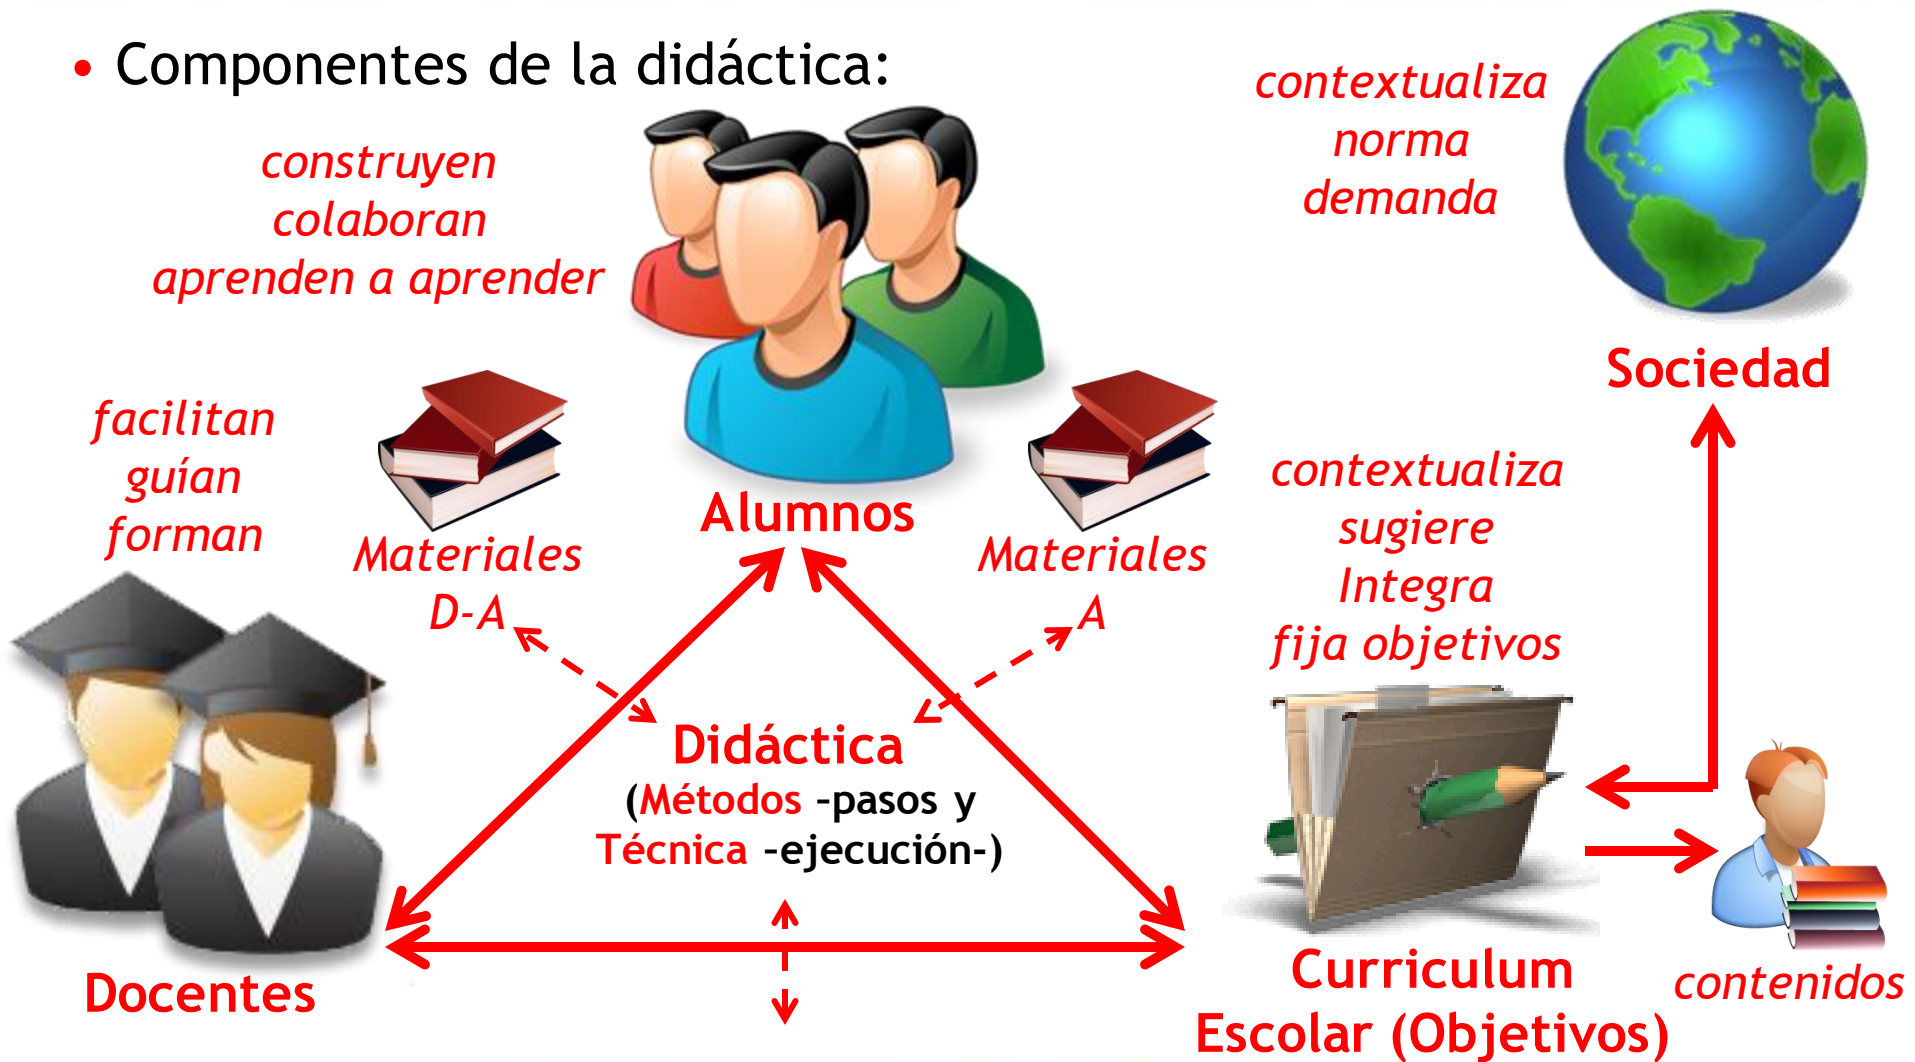 • Componentes de la didáctica:
construyen
colaboran
aprenden a aprender
contextualiza
norma
demanda
Sociedad
facilitan
guían
forman
Materiales
D-A
Alumnos
Materiales
A
contextualiza
sugiere
Integra
fija objetivos
Didáctica
(Métodos -pasos y
Técnica -ejecución-)
Docentes
Curriculum
Escolar (Objetivos)
contenidos